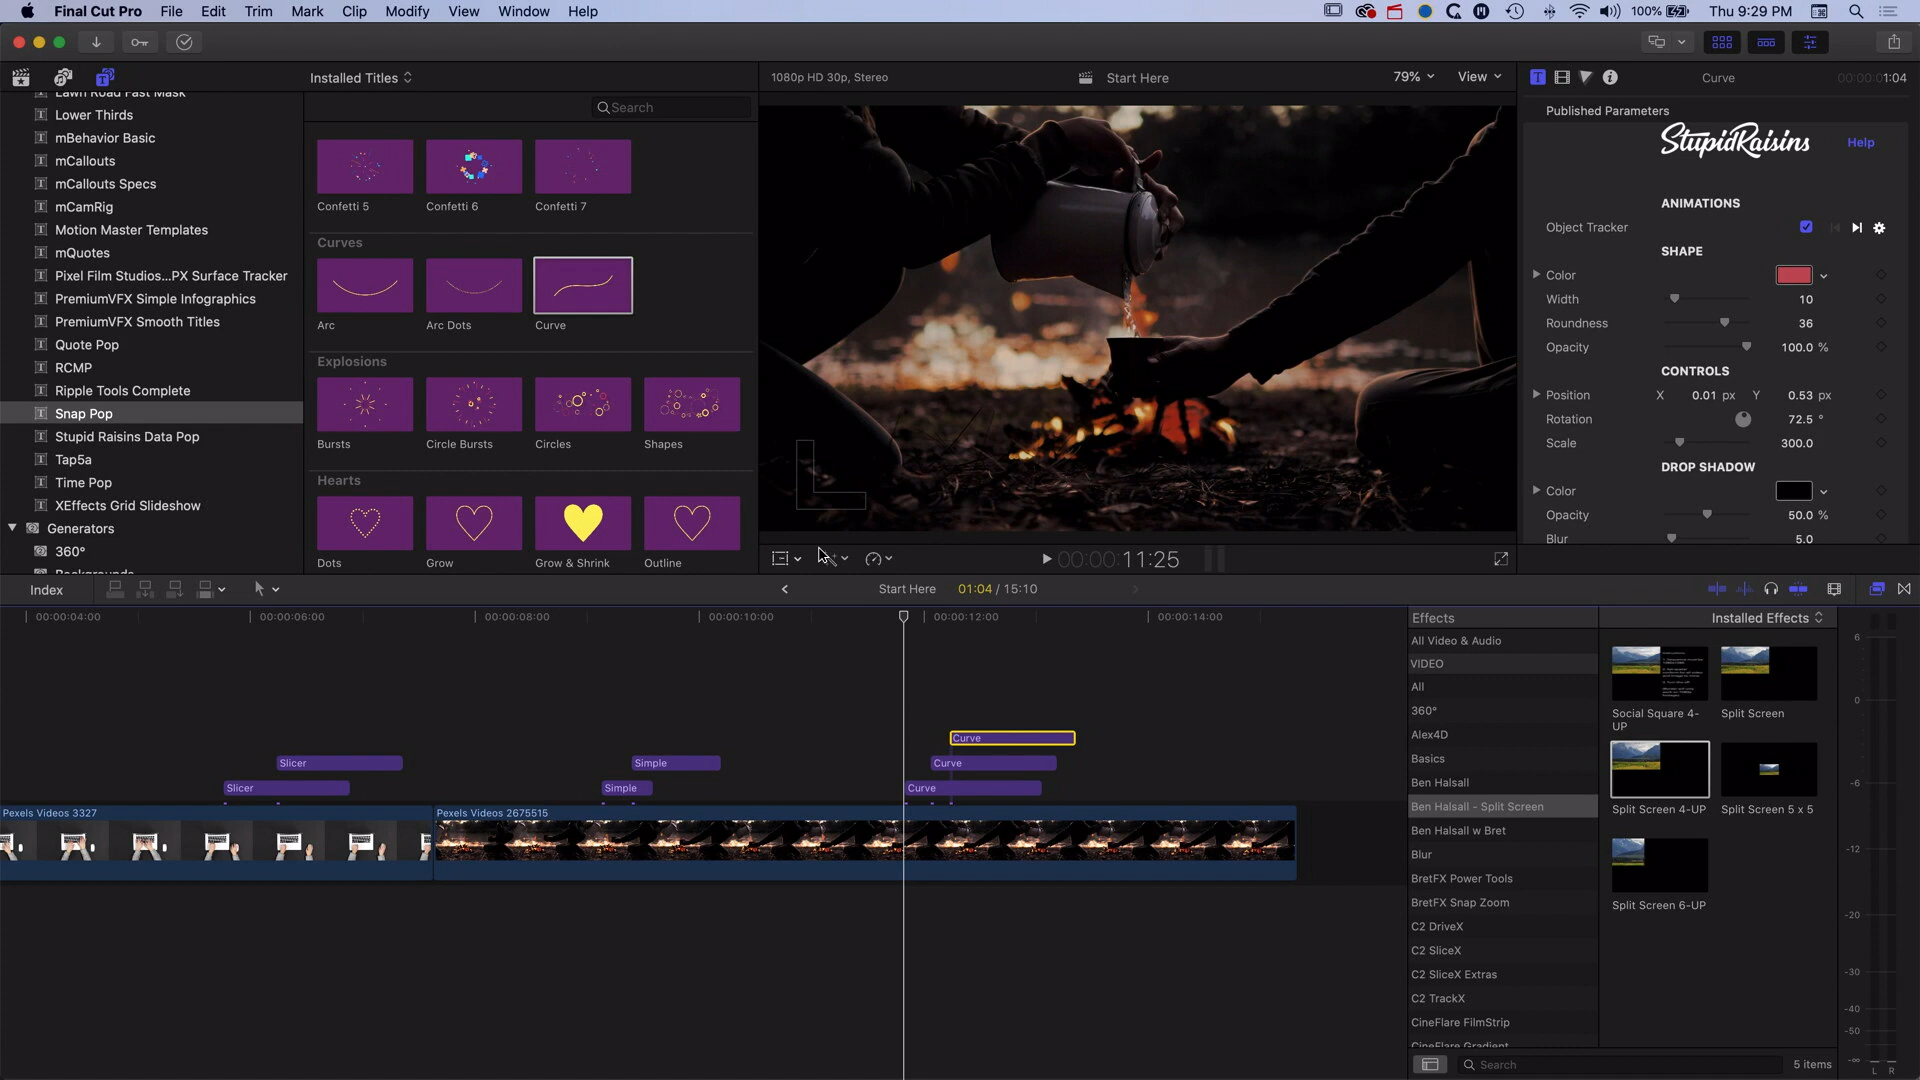 Final Cut Pro File Edit Trim Mark Clip Modify View Window Help
100% Thu 9:29 PM
Installed Titles
1080p HD 30p, Stereo
Start Here
79% View
Curve
00:00:01:04
Lawn Road Fast Mask
Lower Thirds
mBehavior Basic
mCallouts
mCallouts Specs
mCamRig
Motion Master Templates
mQuotes
Pixel Film Studios...PX Surface Tracker
PremiumVFX Simple Infographics
PremiumVFX Smooth Titles
Quote Pop
RCMP
Ripple Tools Complete
Snap Pop
Stupid Raisins Data Pop
Tap5a
Time Pop
XEffects Grid Slideshow
Generators
360°
Backgrounds
Search
Confetti 5
Confetti 6
Confetti 7
Curves
Arc
Arc Dots
Curve
Explosions
Bursts
Circle Bursts
Circles
Shapes
Hearts
Dots
Grow
Grow & Shrink
Outline
00:00:11:25
Published Parameters
StupidRaisins
Help
ANIMATIONS
Object Tracker
SHAPE
Color
Width 10
Roundness 36
Opacity 100.0 %
CONTROLS
Position X 0.01 px Y 0.53 px
Rotation 72.5 °
Scale 300.0
DROP SHADOW
Color
Opacity 50.0 %
Blur 5.0
Index
Start Here 01:04 / 15:10
00:00:04:00
00:00:06:00
00:00:08:00
00:00:10:00
00:00:12:00
00:00:14:00
Curve
Slicer
Simple
Curve
Slicer
Simple
Curve
Pexels Videos 3327
Pexels Videos 2675515
Effects
Installed Effects
All Video & Audio
VIDEO
All
360°
Alex4D
Basics
Ben Halsall
Ben Halsall - Split Screen
Ben Halsall w Bret
Blur
BretFX Power Tools
BretFX Snap Zoom
C2 DriveX
C2 SliceX
C2 SliceX Extras
C2 TrackX
CineFlare FilmStrip
CineFlare Gradient
Social Square 4-
UP
Split Screen
Split Screen 4-UP
Split Screen 5 x 5
Split Screen 6-UP
Search
5 items
6
0
-6
-12
-20
-30
-40
-50
-∞
L R